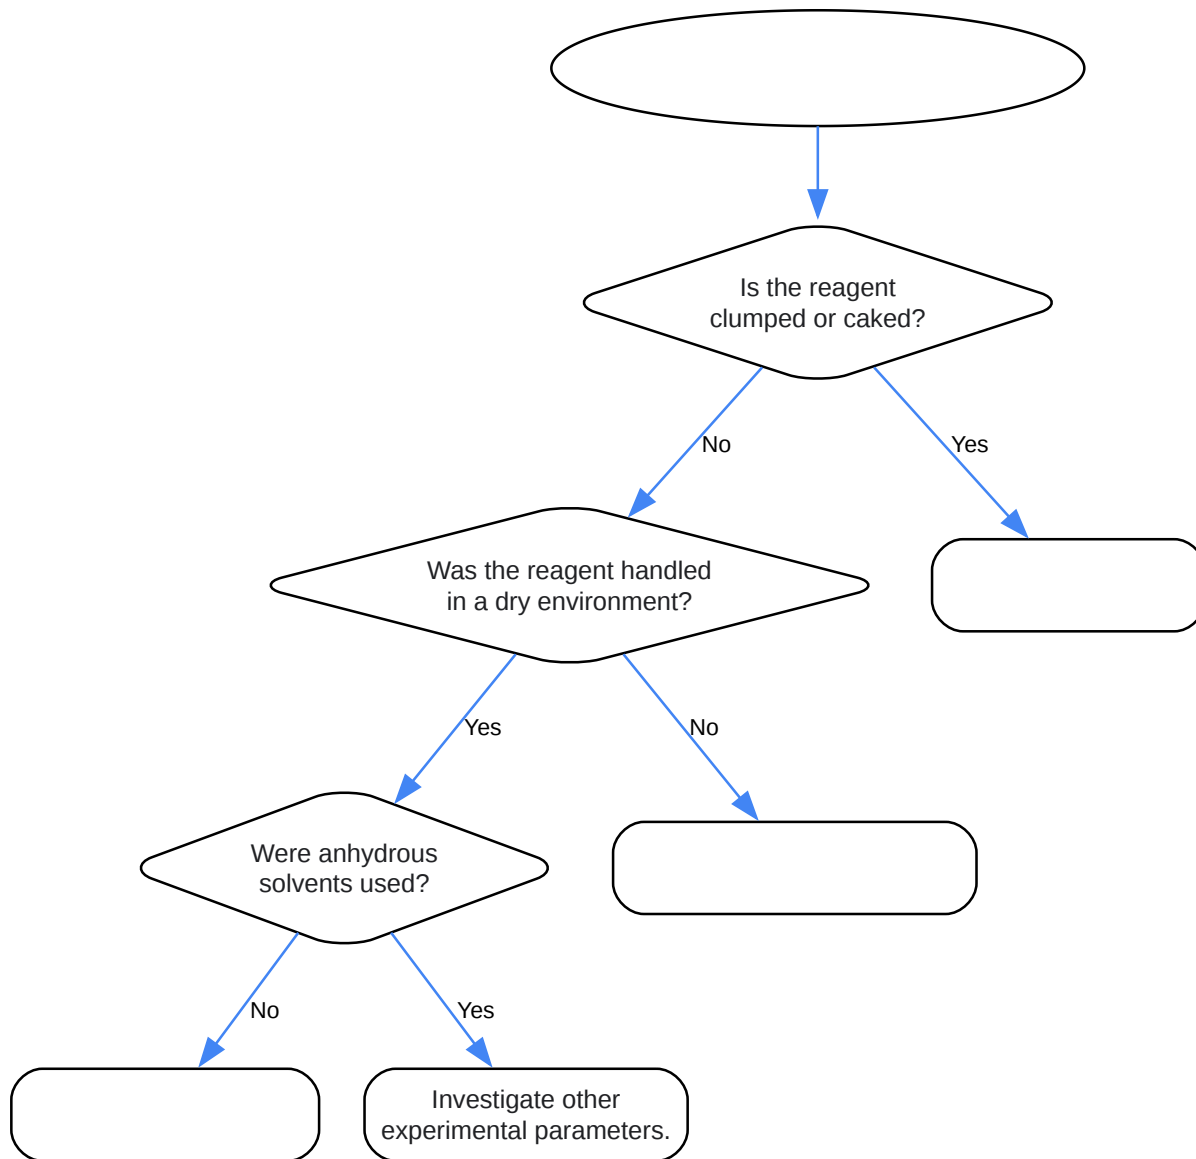 Is the reagent
clumped or caked?
No
Yes
Was the reagent handled
in a dry environment?
Yes
No
Were anhydrous
solvents used?
No
Yes
Investigate other
experimental parameters.